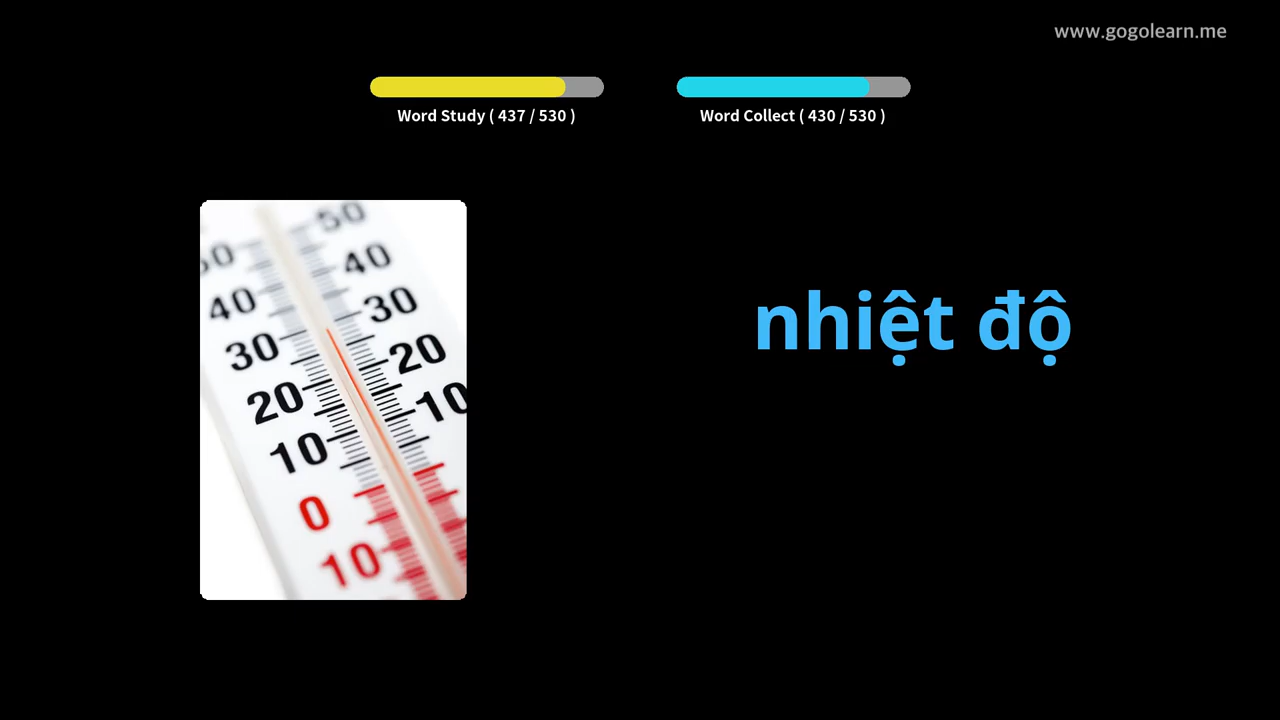 www.gogolearn.me
Word Study ( 437 / 530 )
Word Collect ( 430 / 530 )
nhiệt độ
50
40
40
30
30
20
20
10
10
0
10